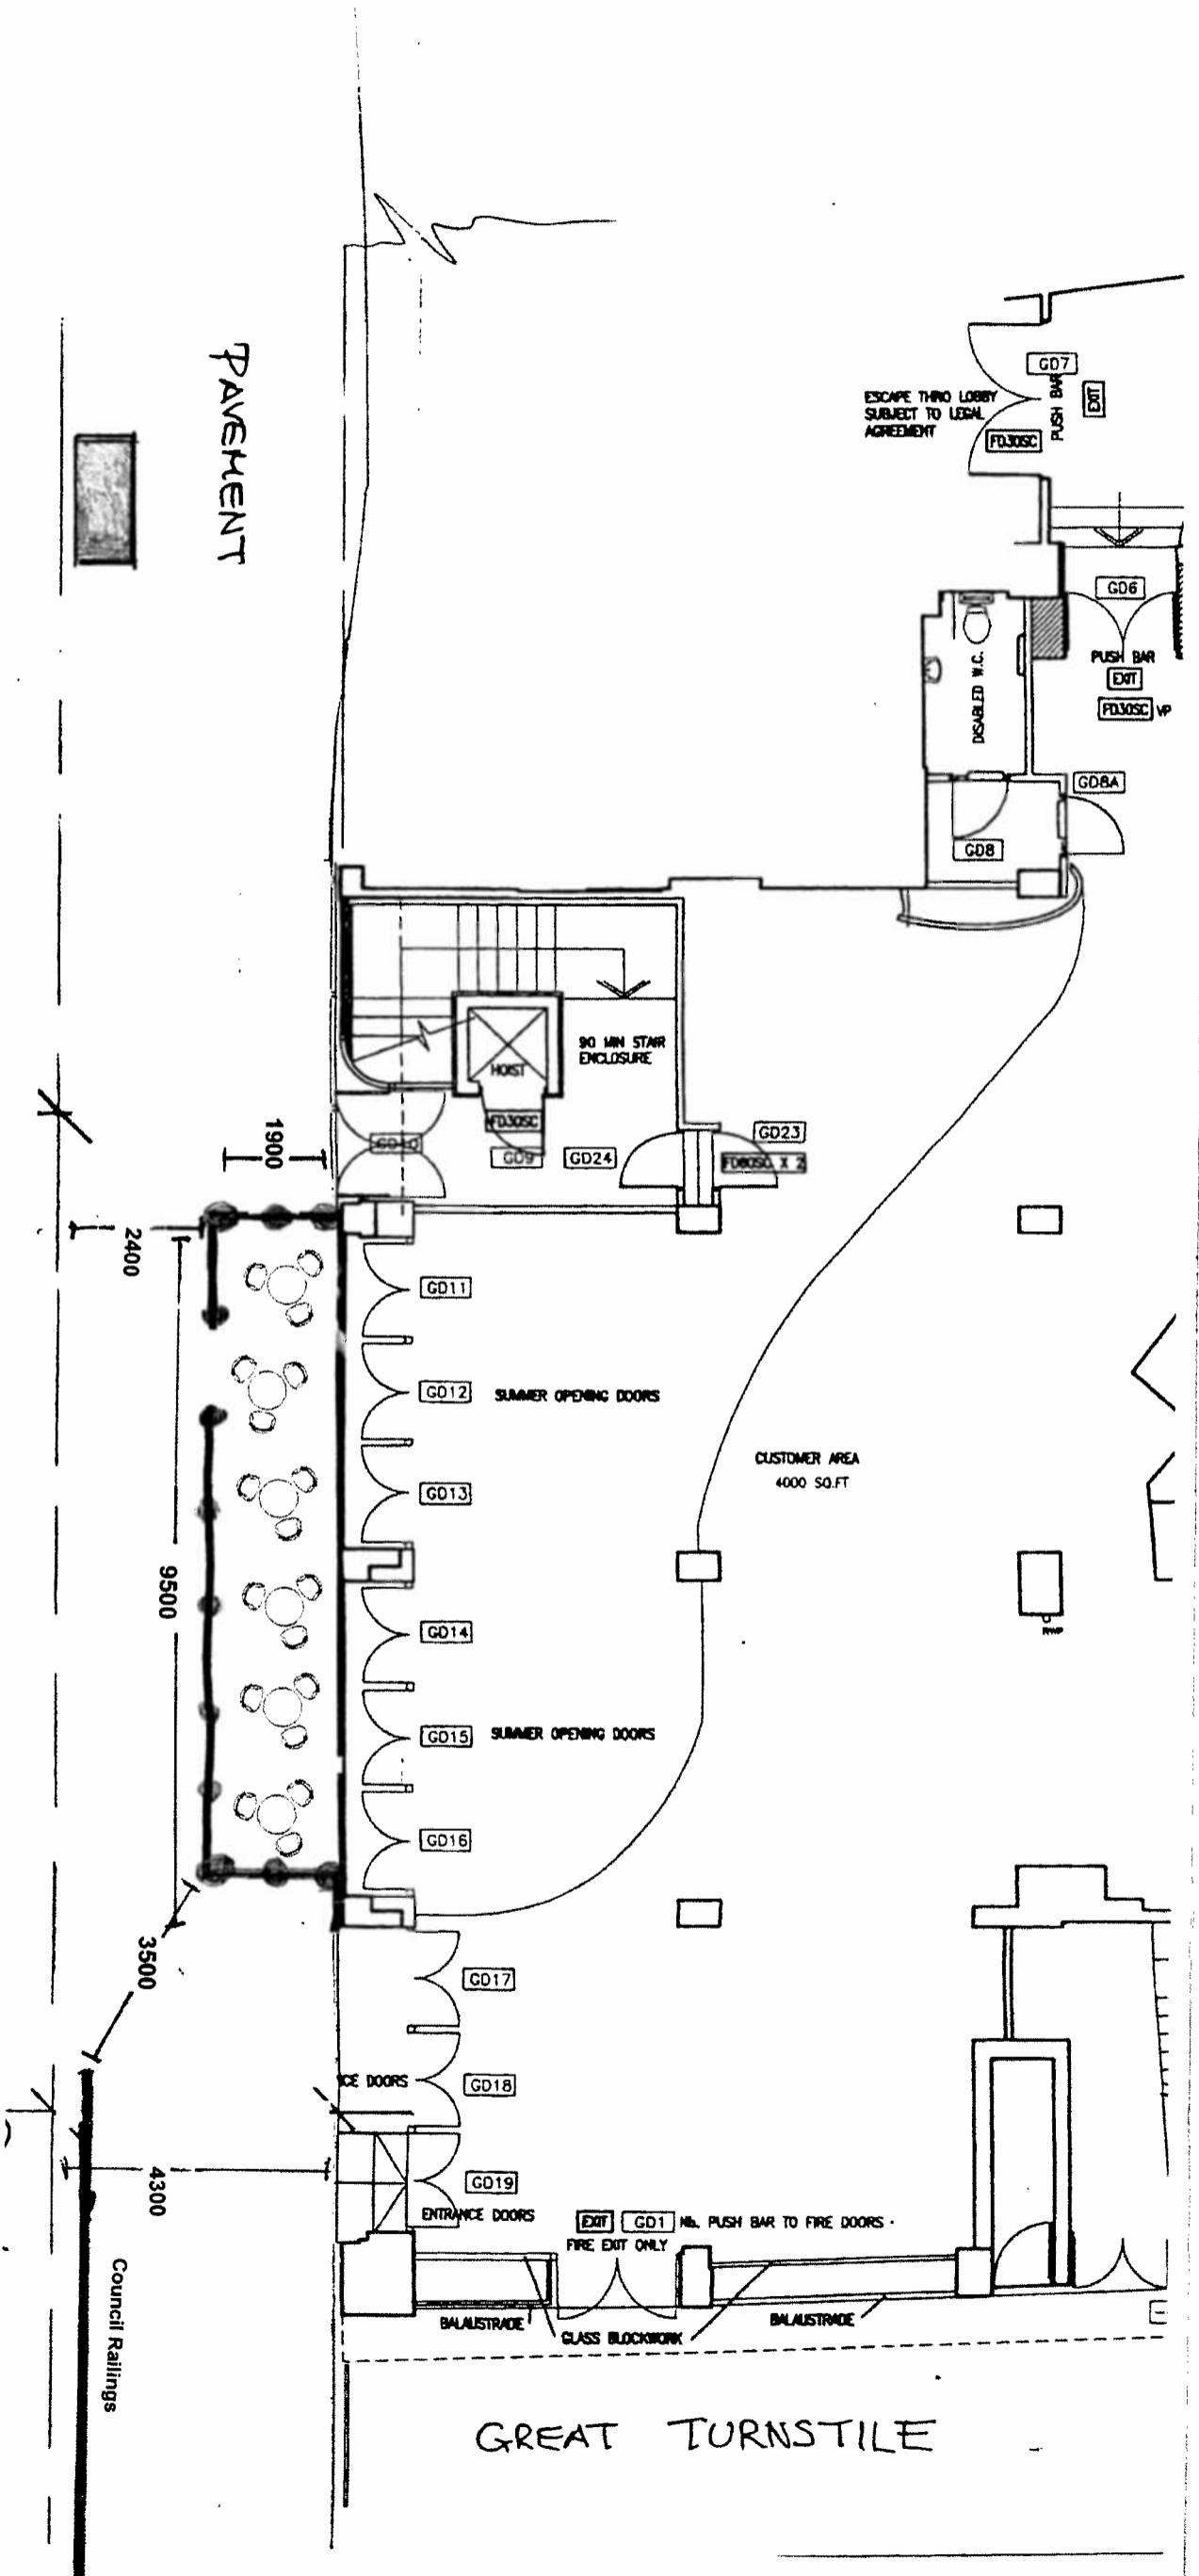 PAVEMENT
GD7
PUSH BAR
EXIT
ESCAPE THRO LOBBY
SUBJECT TO LEGAL
AGREEMENT
FD30SC
GD6
PUSH BAR
EXIT
FD30SC VP
DISABLED W.C.
GD8A
GD8
90 MIN STAIR
ENCLOSURE
HOIST
FD30SC
GD9
GD24
GD23
1900
2400
GD11
GD12
SUMMER OPENING DOORS
GD13
CUSTOMER AREA
4000 SQ.FT
9500
GD14
RWP
GD15
SUMMER OPENING DOORS
GD16
3500
GD17
CE DOORS
GD18
4300
GD19
ENTRANCE DOORS
EXIT GD1 Nb. PUSH BAR TO FIRE DOORS
FIRE EXIT ONLY
BALAUSTRADE
GLASS BLOCKWORK
BALAUSTRADE
Council Railings
GREAT TURNSTILE